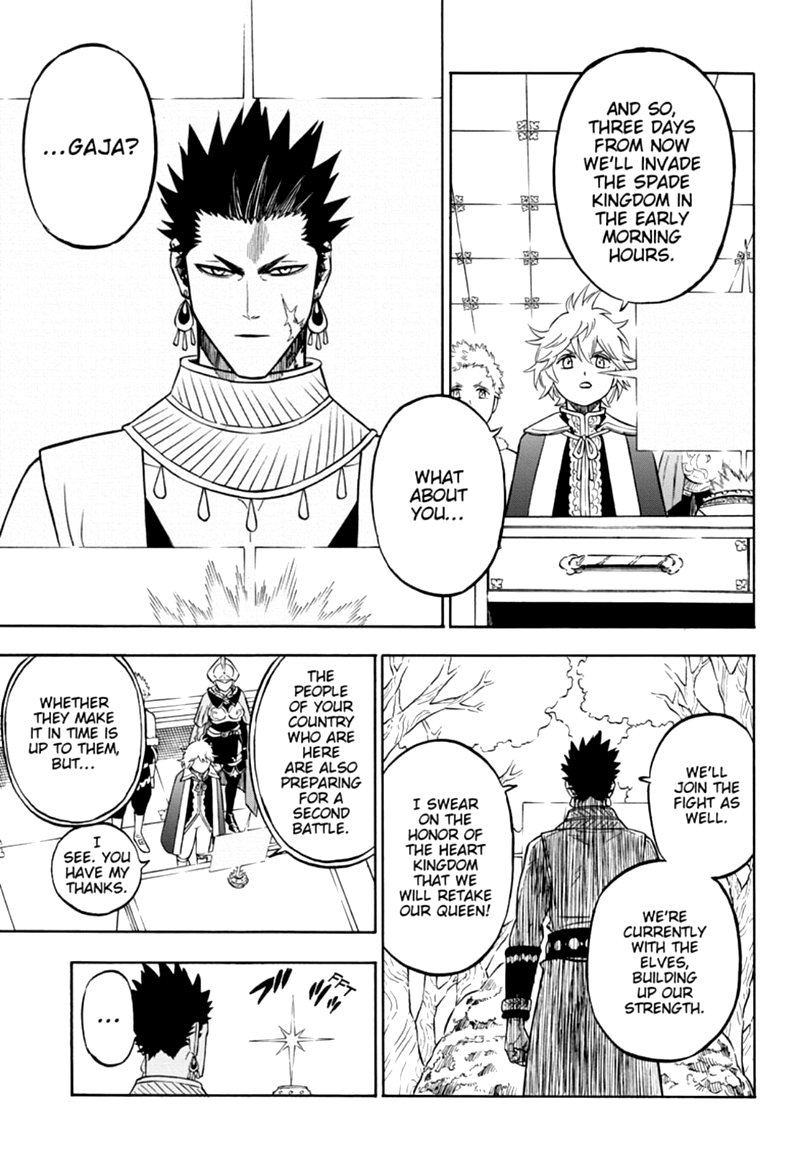 AND SO,
THREE DAYS
FROM NOW
WE'LL INVADE
THE SPADE
KINGDOM IN
THE EARLY
MORNING
HOURS.
WHAT
ABOUT
YOU...
...GAJA?
WE'LL
JOIN THE
FIGHT AS
WELL.
WE'RE
CURRENTLY
WITH THE
ELVES,
BUILDING
UP OUR
STRENGTH.
I SWEAR
ON THE
HONOR OF
THE HEART
KINGDOM
THAT WE
WILL RETAKE
OUR QUEEN!
THE
PEOPLE
OF YOUR
COUNTRY
WHO ARE
HERE
ARE ALSO
PREPARING
FOR A
SECOND
BATTLE.
WHETHER
THEY MAKE
IT IN TIME IS
UP TO THEM,
BUT...
I
SEE. YOU
HAVE MY
THANKS.
フッ
FFT
...